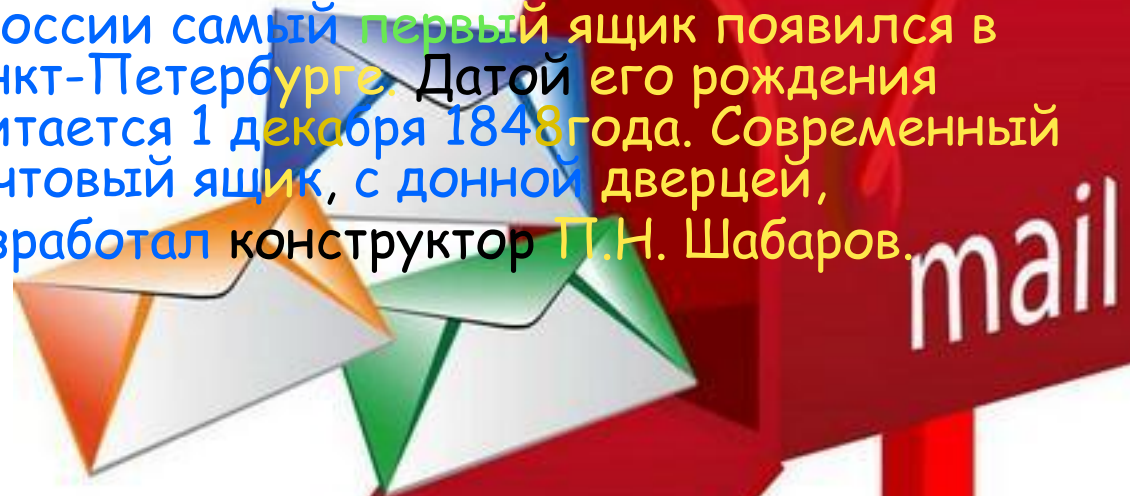 оссии самый первый ящик появился в
нкт-Петербурге. Датой его рождения
итается 1 декабря 1848года. Современный
чтовый ящик, с донной дверцей,
зработал конструктор П.Н. Шабаров.
mail